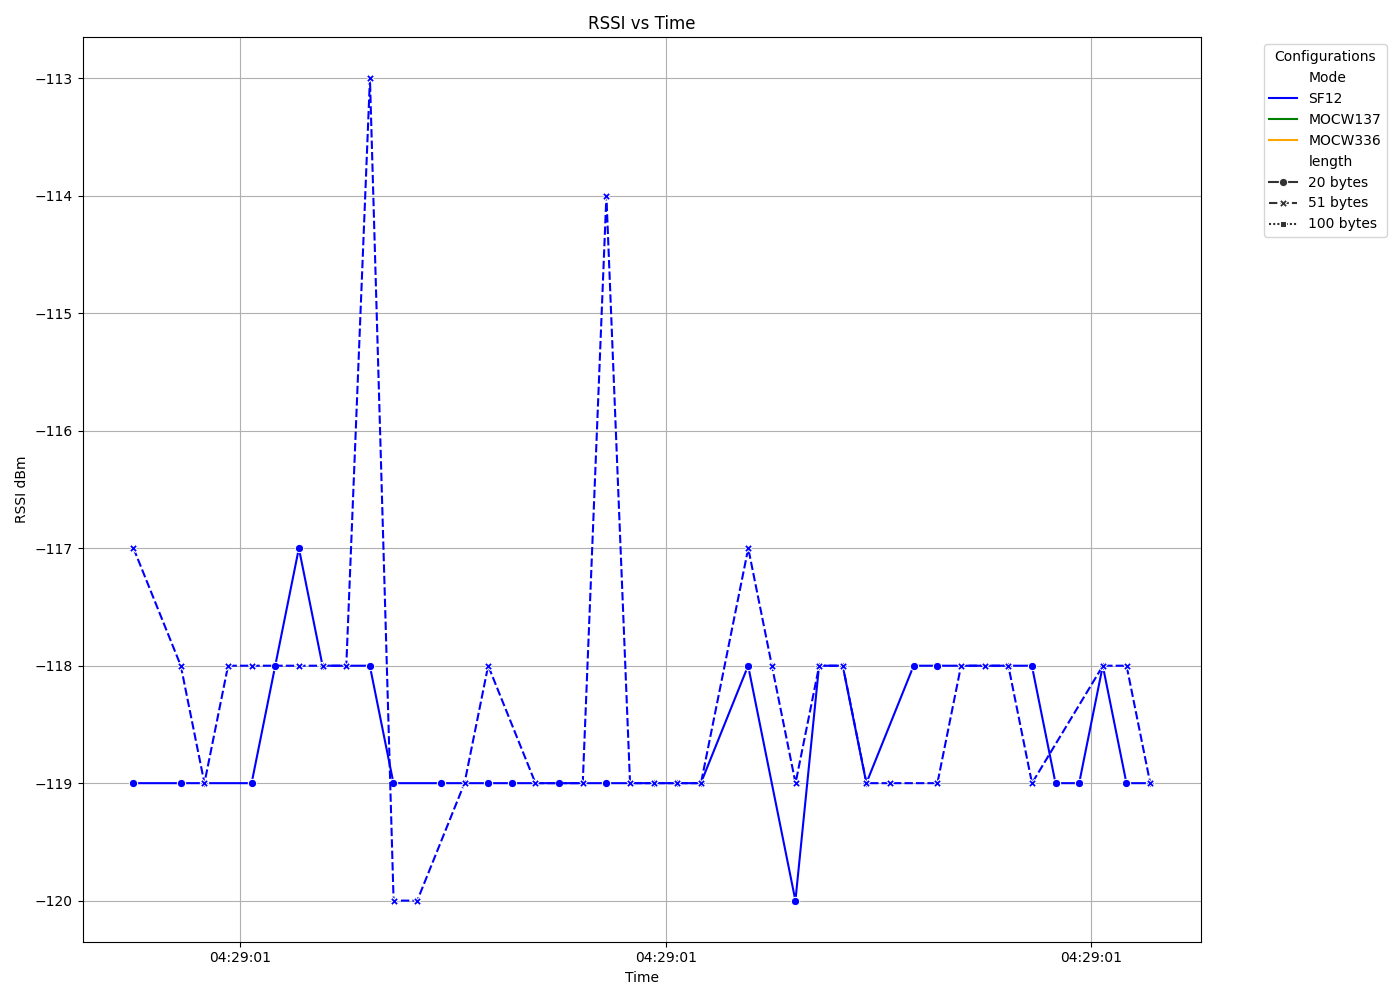 RSSI vs Time
−113
−114
−115
−116
−117
−118
−119
−120
RSSI dBm
04:29:01
04:29:01
04:29:01
Time
Configurations
Mode
SF12
MOCW137
MOCW336
length
20 bytes
51 bytes
100 bytes